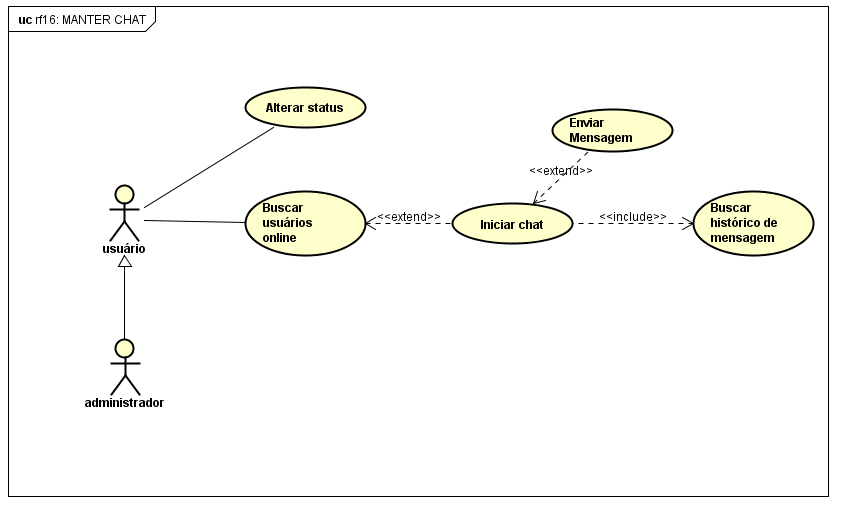 uc rf16: MANTER CHAT
Alterar status
Enviar
Mensagem
<<extend>>
usuário
Buscar
usuários
online
<<extend>>
Iniciar chat
<<include>>
Buscar
histórico de
mensagem
administrador